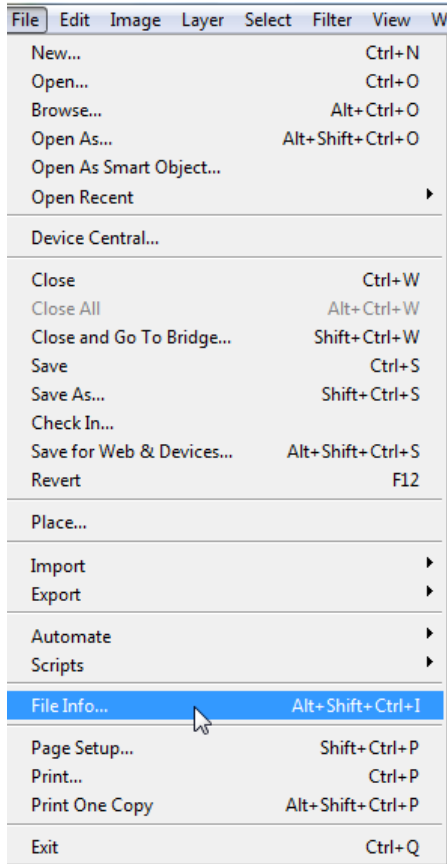 File Edit Image Layer Select Filter View W
New... Ctrl+N
Open... Ctrl+O
Browse... Alt+Ctrl+O
Open As... Alt+Shift+Ctrl+O
Open As Smart Object...
Open Recent
Device Central...
Close Ctrl+W
Close All Alt+Ctrl+W
Close and Go To Bridge... Shift+Ctrl+W
Save Ctrl+S
Save As... Shift+Ctrl+S
Check In...
Save for Web & Devices... Alt+Shift+Ctrl+S
Revert F12
Place...
Import
Export
Automate
Scripts
File Info... Alt+Shift+Ctrl+I
Page Setup... Shift+Ctrl+P
Print... Ctrl+P
Print One Copy Alt+Shift+Ctrl+P
Exit Ctrl+Q